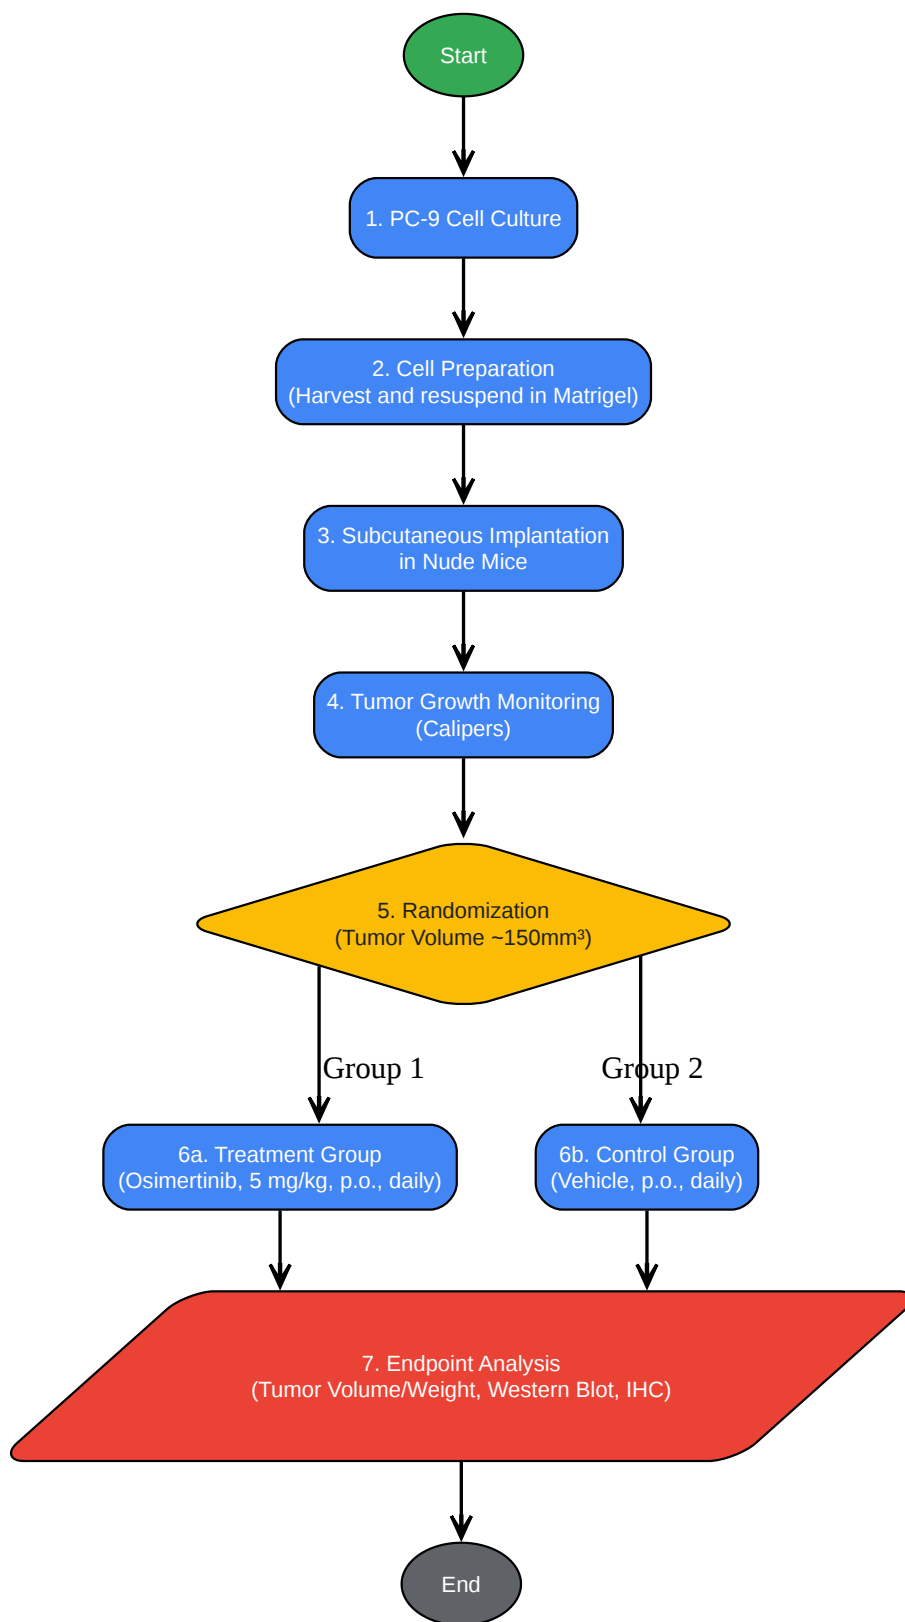 Start
1. PC-9 Cell Culture
2. Cell Preparation
(Harvest and resuspend in Matrigel)
3. Subcutaneous Implantation
in Nude Mice
4. Tumor Growth Monitoring
(Calipers)
5. Randomization
(Tumor Volume ~150mm³)
Group 1
Group 2
6a. Treatment Group
(Osimertinib, 5 mg/kg, p.o., daily)
6b. Control Group
(Vehicle, p.o., daily)
7. Endpoint Analysis
(Tumor Volume/Weight, Western Blot, IHC)
End